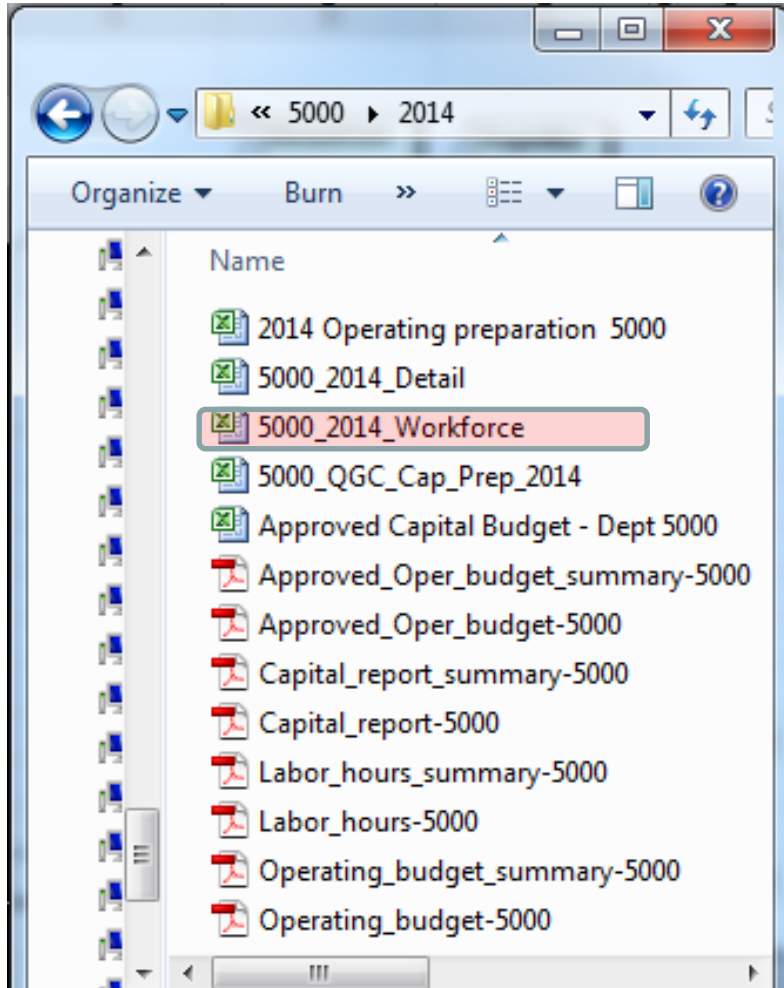 « 5000 ▸ 2014
Organize Burn »
Name
2014 Operating preparation  5000
5000_2014_Detail
5000_2014_Workforce
5000_QGC_Cap_Prep_2014
Approved Capital Budget - Dept 5000
Approved_Oper_budget_summary-5000
Approved_Oper_budget-5000
Capital_report_summary-5000
Capital_report-5000
Labor_hours_summary-5000
Labor_hours-5000
Operating_budget_summary-5000
Operating_budget-5000